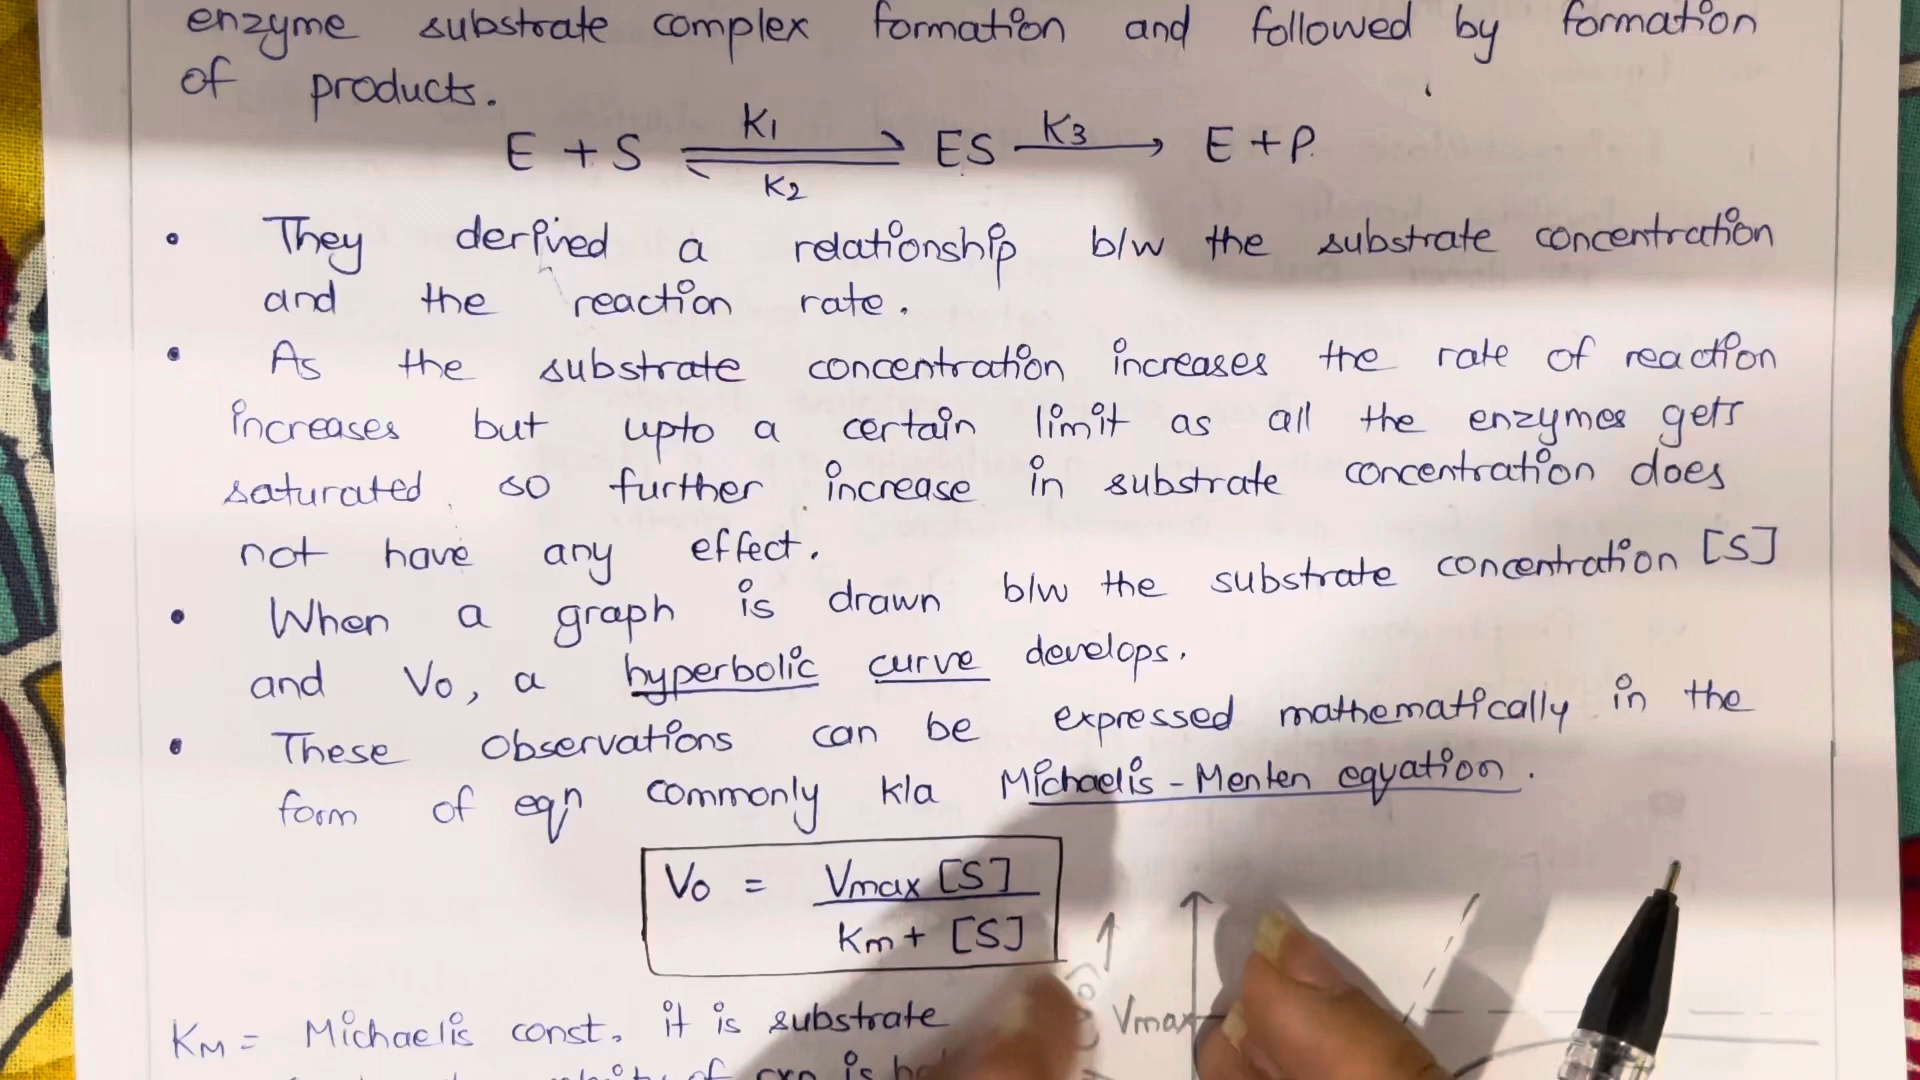 enzyme substrate complex formation and followed by formation
of products.
E + S ⇌ ES → E + P
K1 K3
K2
• They derived a relationship b/w the substrate concentration
and the reaction rate.
• As the substrate concentration increases the rate of reaction
increases but upto a certain limit as all the enzymes gets
saturated so further increase in substrate concentration does
not have any effect.
• When a graph is drawn b/w the substrate concentration [S]
and Vo, a hyperbolic curve develops.
• These observations can be expressed mathematically in the
form of eqn commonly k/a Michaelis-Menten equation.
Vo = Vmax [S]
Km + [S]
KM = Michaelis const. it is substrate
Vmax
of rxn is